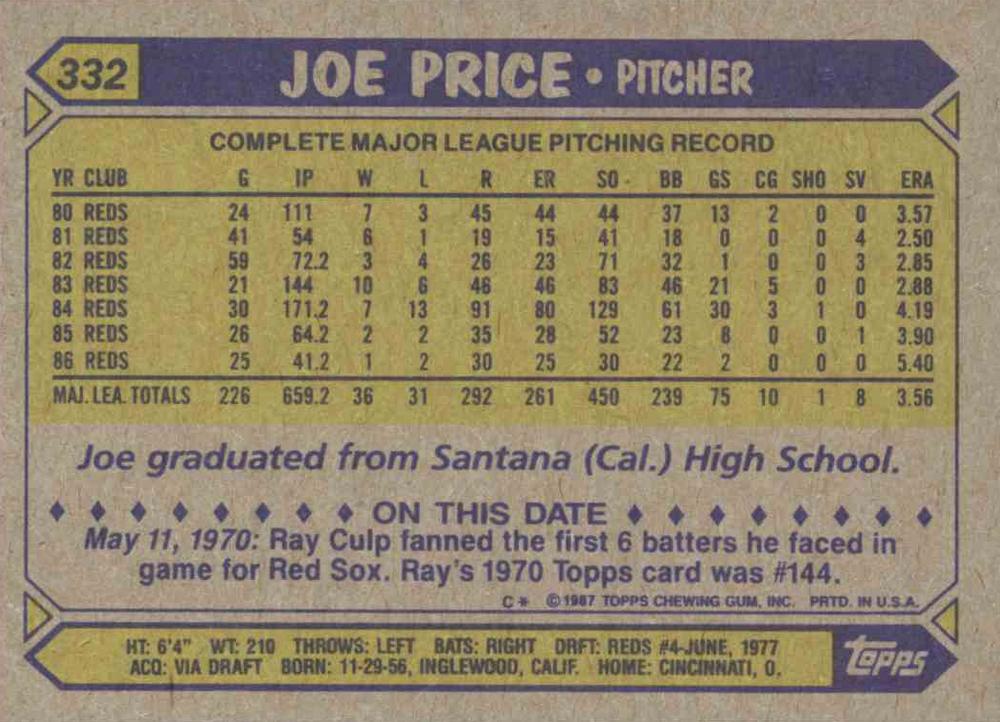 332 JOE PRICE • PITCHER
COMPLETE MAJOR LEAGUE PITCHING RECORD
YR CLUB G IP W L R ER SO BB GS CG SHO SV ERA
80 REDS 24 111 7 3 45 44 44 37 13 2 0 0 3.57
81 REDS 41 54 6 1 19 15 41 18 0 0 0 4 2.50
82 REDS 59 72.2 3 4 26 23 71 32 1 0 0 3 2.85
83 REDS 21 144 10 6 46 46 83 46 21 5 0 0 2.88
84 REDS 30 171.2 7 13 91 80 129 61 30 3 1 0 4.19
85 REDS 26 64.2 2 2 35 28 52 23 8 0 0 1 3.90
86 REDS 25 41.2 1 2 30 25 30 22 2 0 0 0 5.40
MAJ. LEA. TOTALS 226 659.2 36 31 292 261 450 239 75 10 1 8 3.56
Joe graduated from Santana (Cal.) High School.
ON THIS DATE
May 11, 1970: Ray Culp fanned the first 6 batters he faced in
game for Red Sox. Ray's 1970 Topps card was #144.
C* ©1987 TOPPS CHEWING GUM, INC. PRTD. IN U.S.A.
HT: 6'4" WT: 210 THROWS: LEFT BATS: RIGHT DRFT: REDS #4-JUNE, 1977
ACQ: VIA DRAFT BORN: 11-29-56, INGLEWOOD, CALIF. HOME: CINCINNATI, O.
Topps